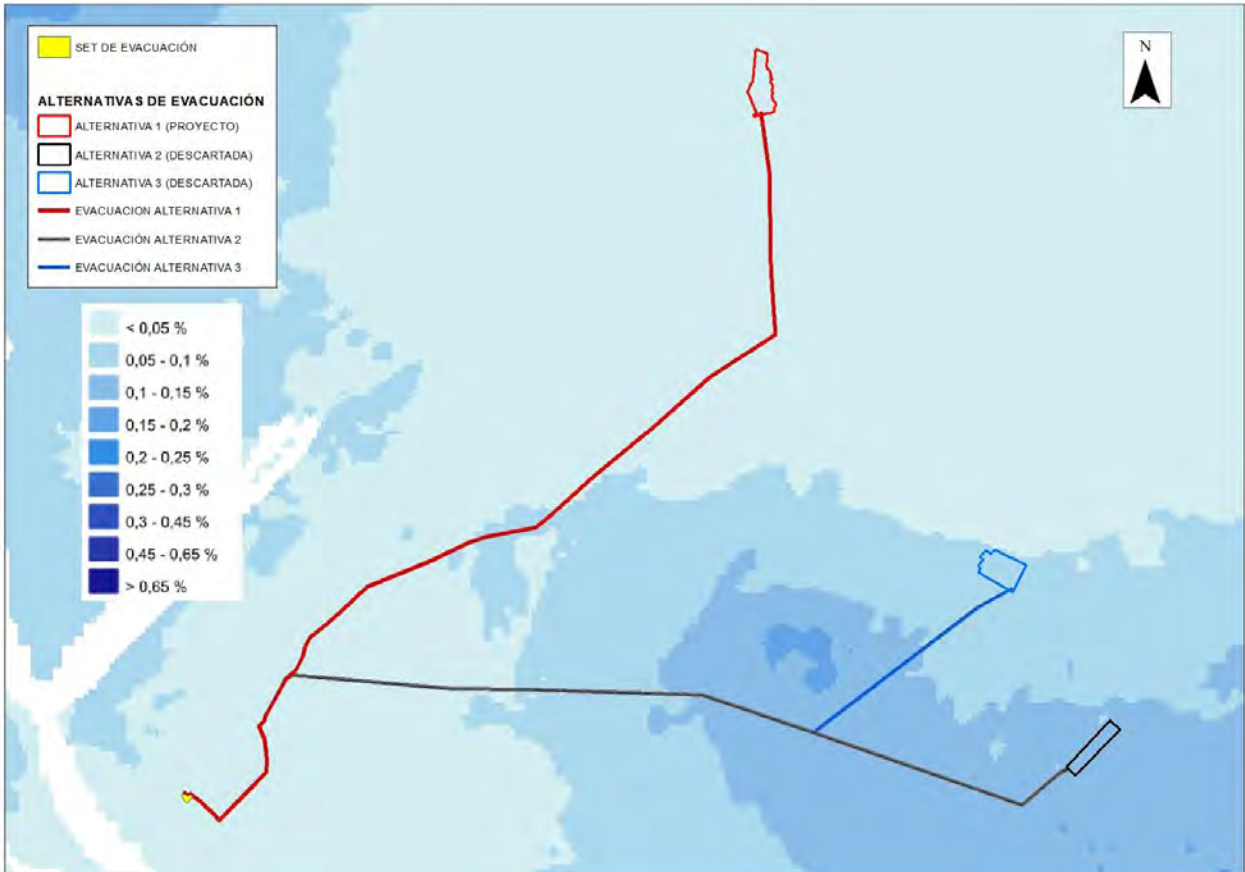 SET DE EVACUACIÓN
N
ALTERNATIVAS DE EVACUACIÓN
ALTERNATIVA 1 (PROYECTO)
ALTERNATIVA 2 (DESCARTADA)
ALTERNATIVA 3 (DESCARTADA)
EVACUACION ALTERNATIVA 1
EVACUACIÓN ALTERNATIVA 2
EVACUACIÓN ALTERNATIVA 3
< 0,05 %
0,05 - 0,1 %
0,1 - 0,15 %
0,15 - 0,2 %
0,2 - 0,25 %
0,25 - 0,3 %
0,3 - 0,45 %
0,45 - 0,65 %
> 0,65 %